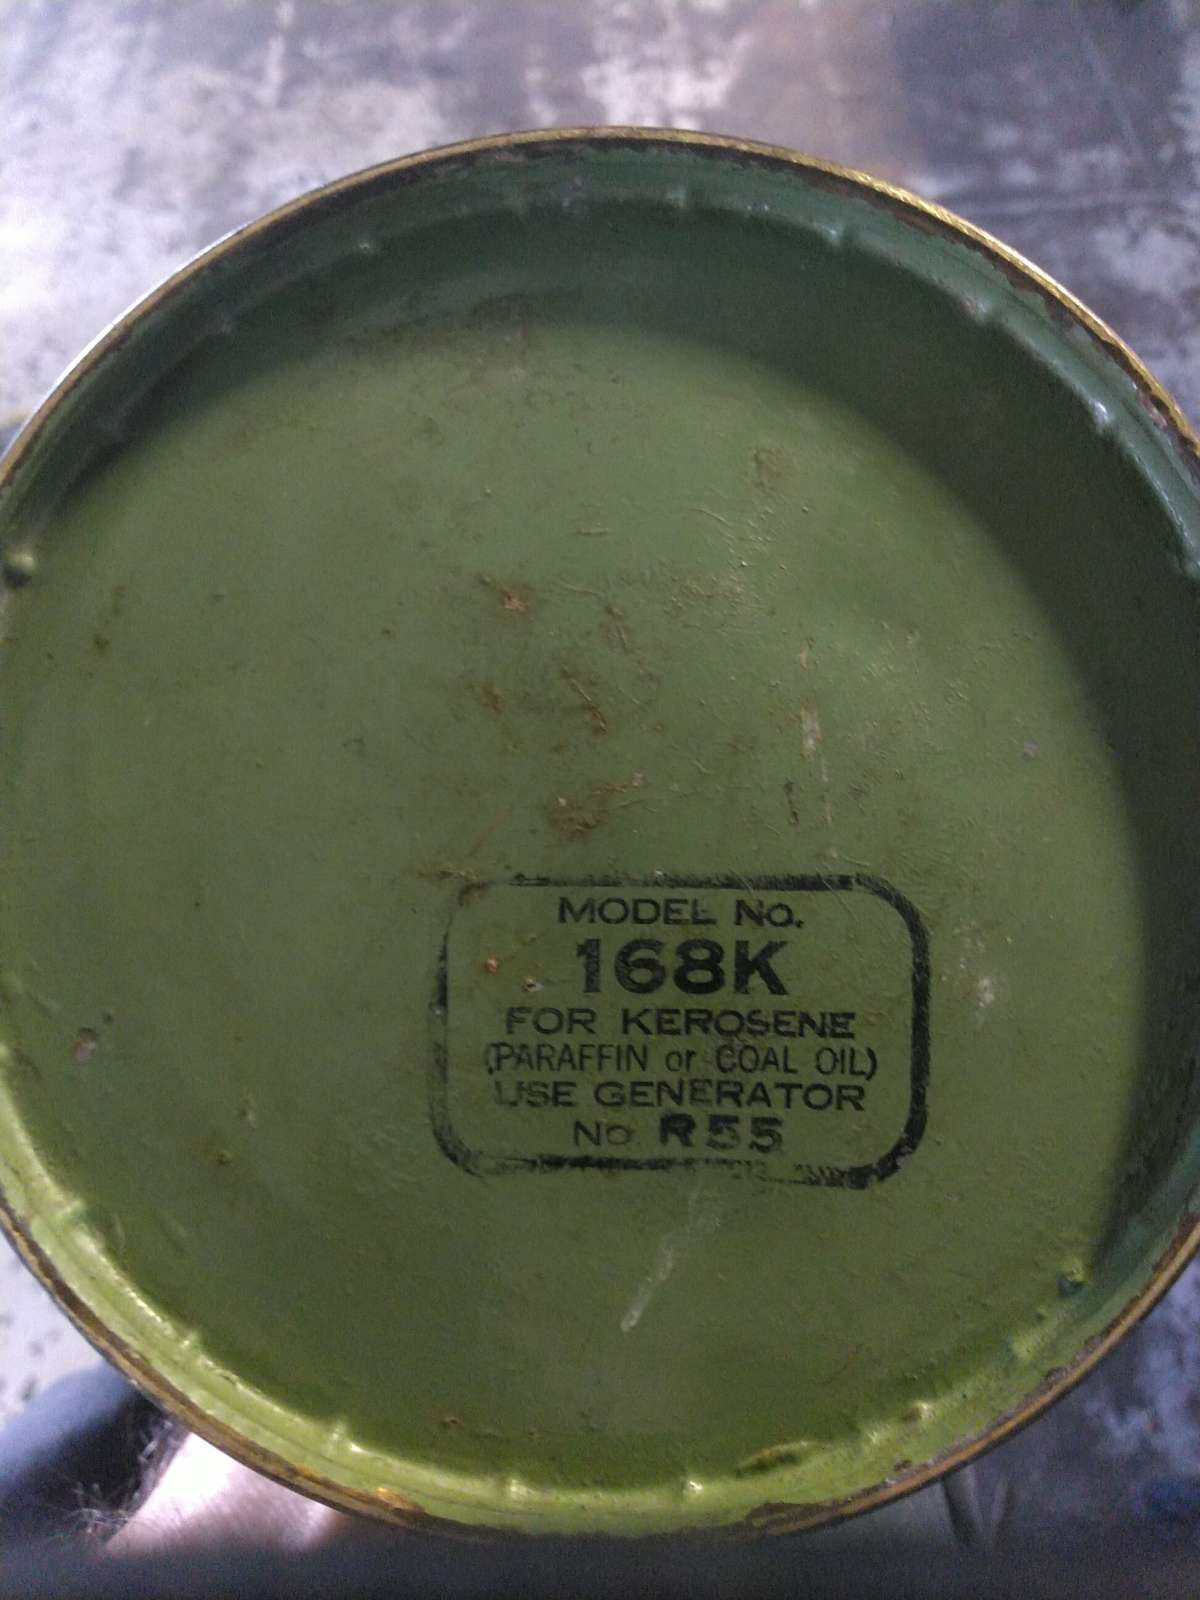 MODEL No.
168K
FOR KEROSENE
(PARAFFIN or COAL OIL)
USE GENERATOR
No R55